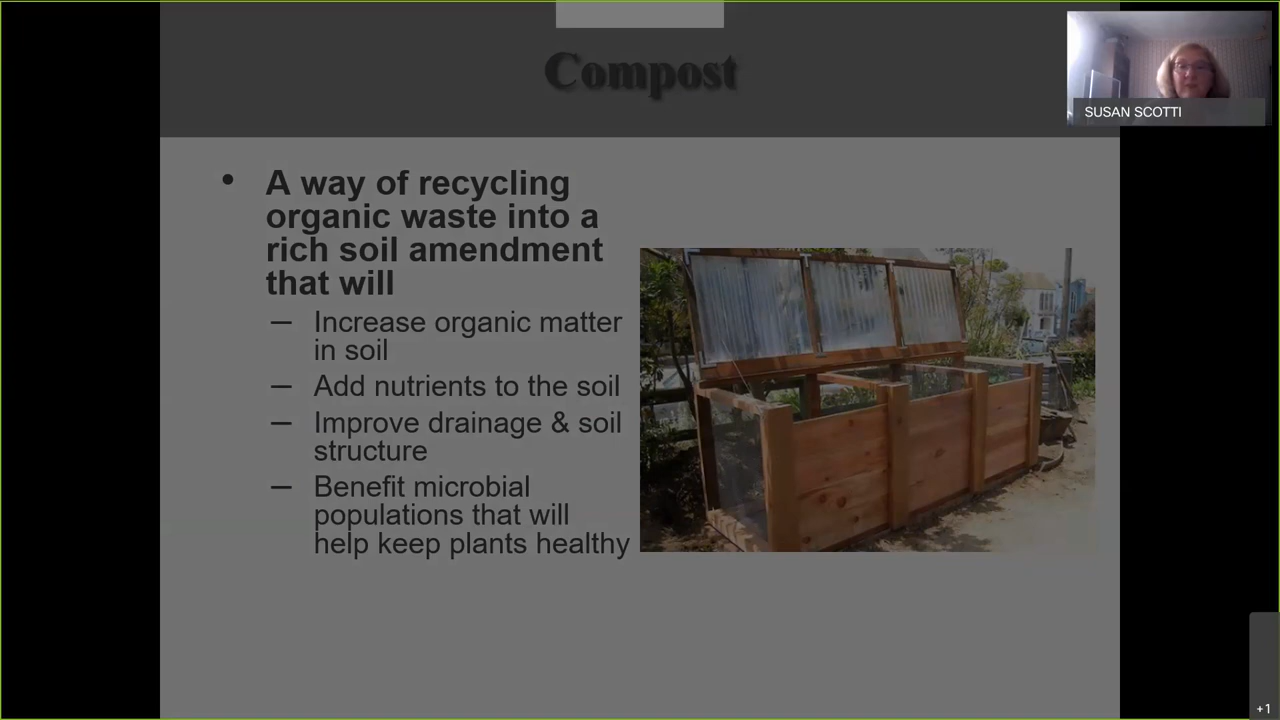 Compost
SUSAN SCOTTI
• A way of recycling
organic waste into a
rich soil amendment
that will
– Increase organic matter
in soil
– Add nutrients to the soil
– Improve drainage & soil
structure
– Benefit microbial
populations that will
help keep plants healthy
+1